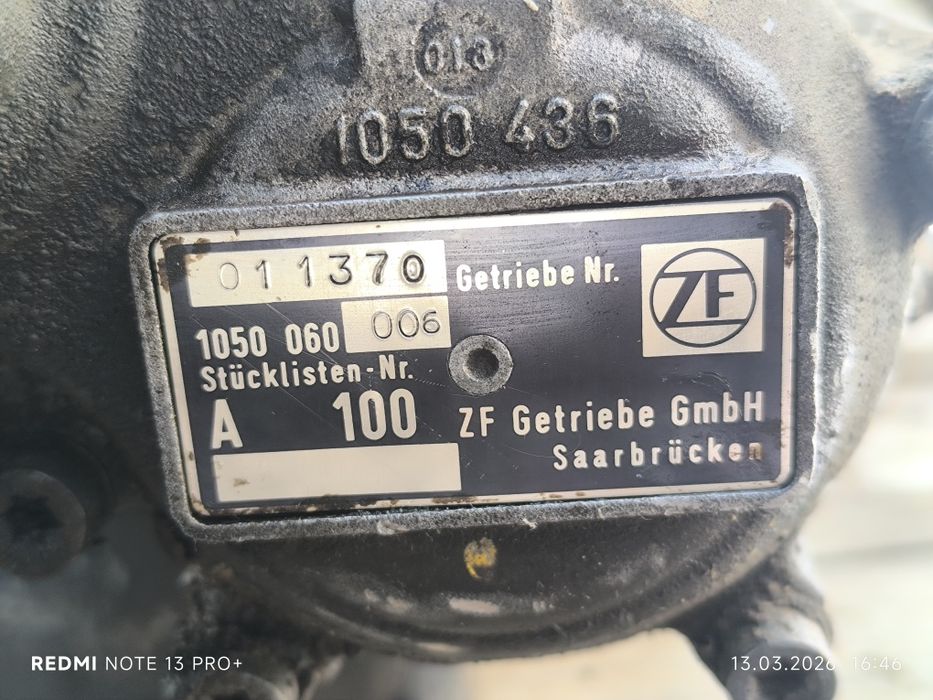 013
1050 436
011370 Getriebe Nr.
ZF
1050 060 006
Stücklisten-Nr.
A 100 ZF Getriebe GmbH
Saarbrücken
REDMI NOTE 13 PRO+
13.03.2026 16:46